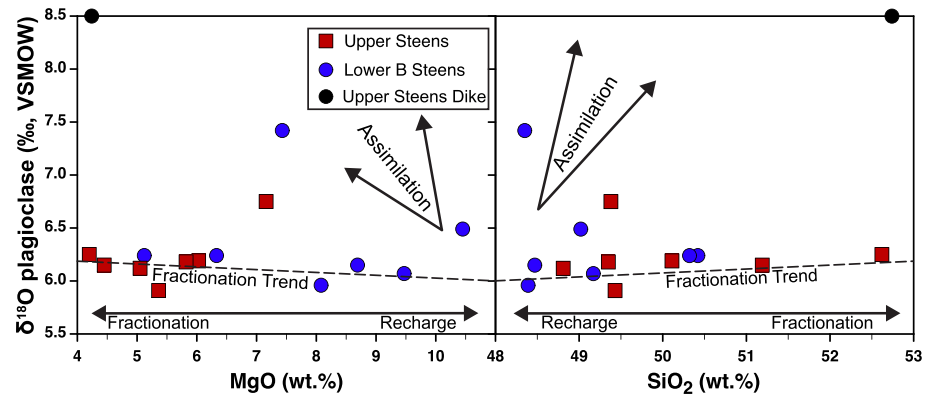 δ¹⁸O plagioclase (‰, VSMOW)
8.5
8.0
7.5
7.0
6.5
6.0
5.5
Upper Steens
Lower B Steens
Upper Steens Dike
Assimilation
Fractionation Trend
Fractionation Recharge
4 5 6 7 8 9 10
MgO (wt.%)
Assimilation
Fractionation Trend
Recharge Fractionation
48 49 50 51 52 53
SiO₂ (wt.%)